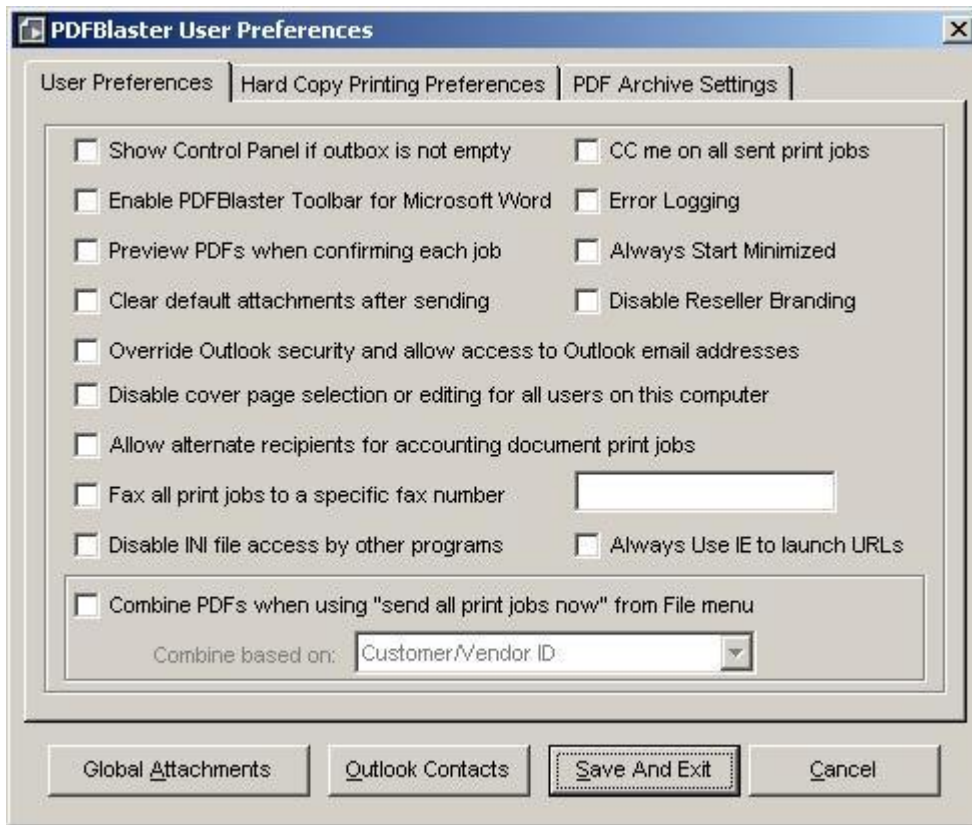 PDFBlaster User Preferences
User Preferences
Hard Copy Printing Preferences
PDF Archive Settings
Show Control Panel if outbox is not empty
CC me on all sent print jobs
Enable PDFBlaster Toolbar for Microsoft Word
Error Logging
Preview PDFs when confirming each job
Always Start Minimized
Clear default attachments after sending
Disable Reseller Branding
Override Outlook security and allow access to Outlook email addresses
Disable cover page selection or editing for all users on this computer
Allow alternate recipients for accounting document print jobs
Fax all print jobs to a specific fax number
Disable INI file access by other programs
Always Use IE to launch URLs
Combine PDFs when using "send all print jobs now" from File menu
Combine based on:
Customer/Vendor ID
Global Attachments
Outlook Contacts
Save And Exit
Cancel